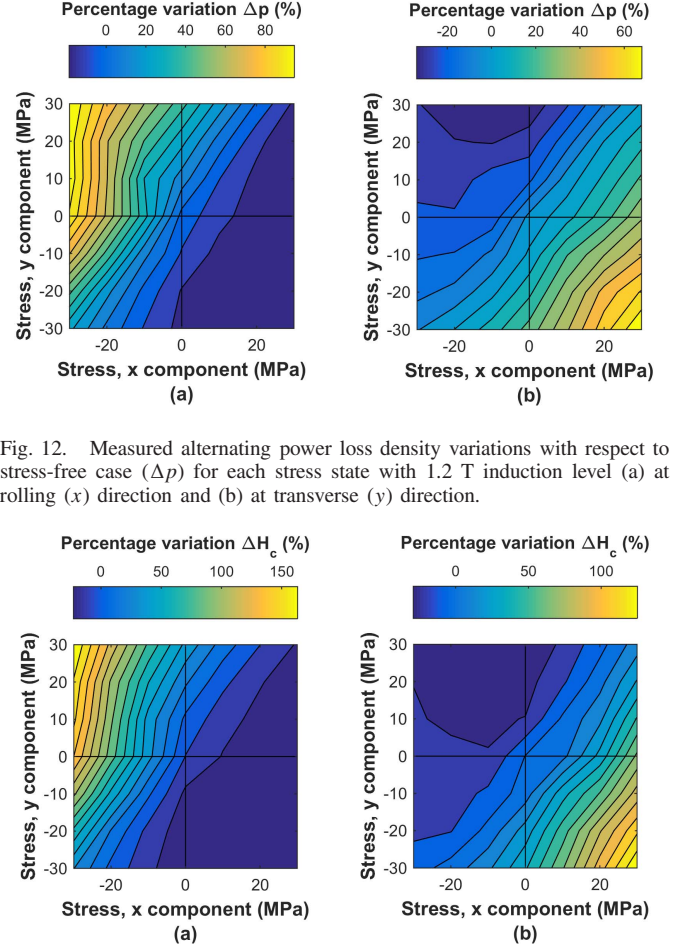 Percentage variation Δp (%)
0 40 80
Stress, y component (MPa)
30
20
10
0
-10
-20
-30
-20 0 20
Stress, x component (MPa)
(a)
Percentage variation Δp (%)
-20 0 20 40 60
Stress, y component (MPa)
30
20
10
0
-10
-20
-30
-20 0 20
Stress, x component (MPa)
(b)
Fig. 12. Measured alternating power loss density variations with respect to
stress-free case (Δp) for each stress state with 1.2 T induction level (a) at
rolling (x) direction and (b) at transverse (y) direction.
Percentage variation ΔHc (%)
0 50 100 150
Stress, y component (MPa)
30
20
10
0
-10
-20
-30
-20 0 20
Stress, x component (MPa)
(a)
Percentage variation ΔHc (%)
0 50 100
Stress, y component (MPa)
30
20
10
0
-10
-20
-30
-20 0 20
Stress, x component (MPa)
(b)